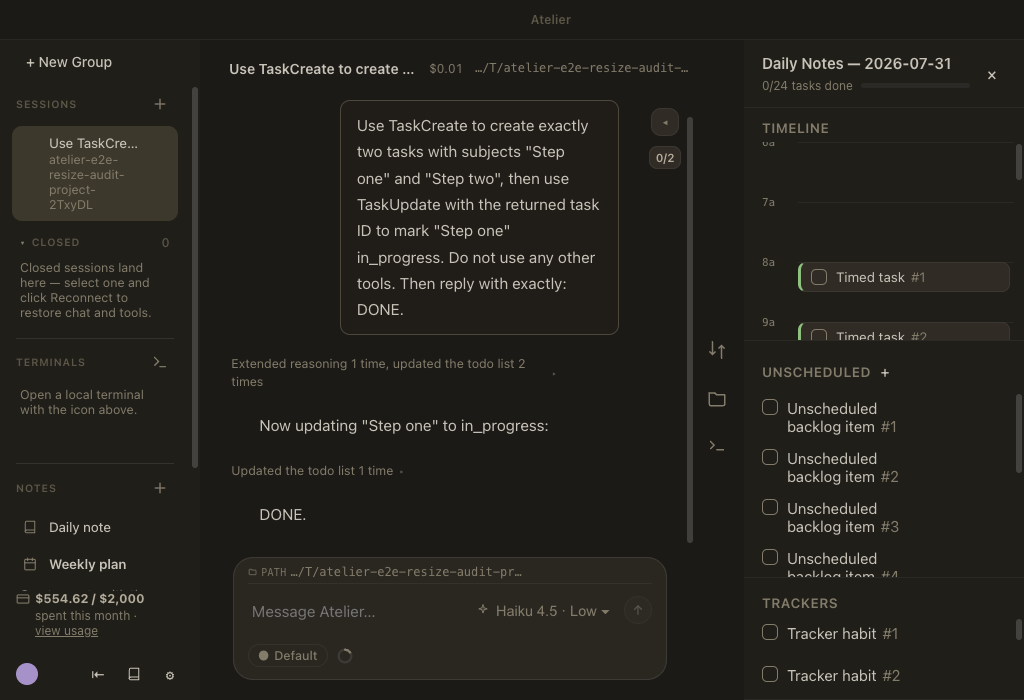 Atelier
+ New Group
SESSIONS
Use TaskCre...
atelier-e2e-
resize-audit-
project-
2TxyDL
CLOSED
0
Closed sessions land
here — select one and
click Reconnect to
restore chat and tools.
TERMINALS
Open a local terminal
with the icon above.
NOTES
Daily note
Weekly plan
$554.62 / $2,000
spent this month ·
view usage
Use TaskCreate to create ...
$0.01
…/T/atelier-e2e-resize-audit-…
Use TaskCreate to create exactly
two tasks with subjects "Step
one" and "Step two", then use
TaskUpdate with the returned task
ID to mark "Step one"
in_progress. Do not use any other
tools. Then reply with exactly:
DONE.
0/2
Extended reasoning 1 time, updated the todo list 2
times
Now updating "Step one" to in_progress:
Updated the todo list 1 time
DONE.
PATH …/T/atelier-e2e-resize-audit-pr…
Message Atelier...
Haiku 4.5 · Low
Default
Daily Notes — 2026-07-31
0/24 tasks done
TIMELINE
6a
7a
8a
Timed task #1
9a
Timed task #2
UNSCHEDULED +
Unscheduled
backlog item #1
Unscheduled
backlog item #2
Unscheduled
backlog item #3
Unscheduled
backlog item #4
TRACKERS
Tracker habit #1
Tracker habit #2